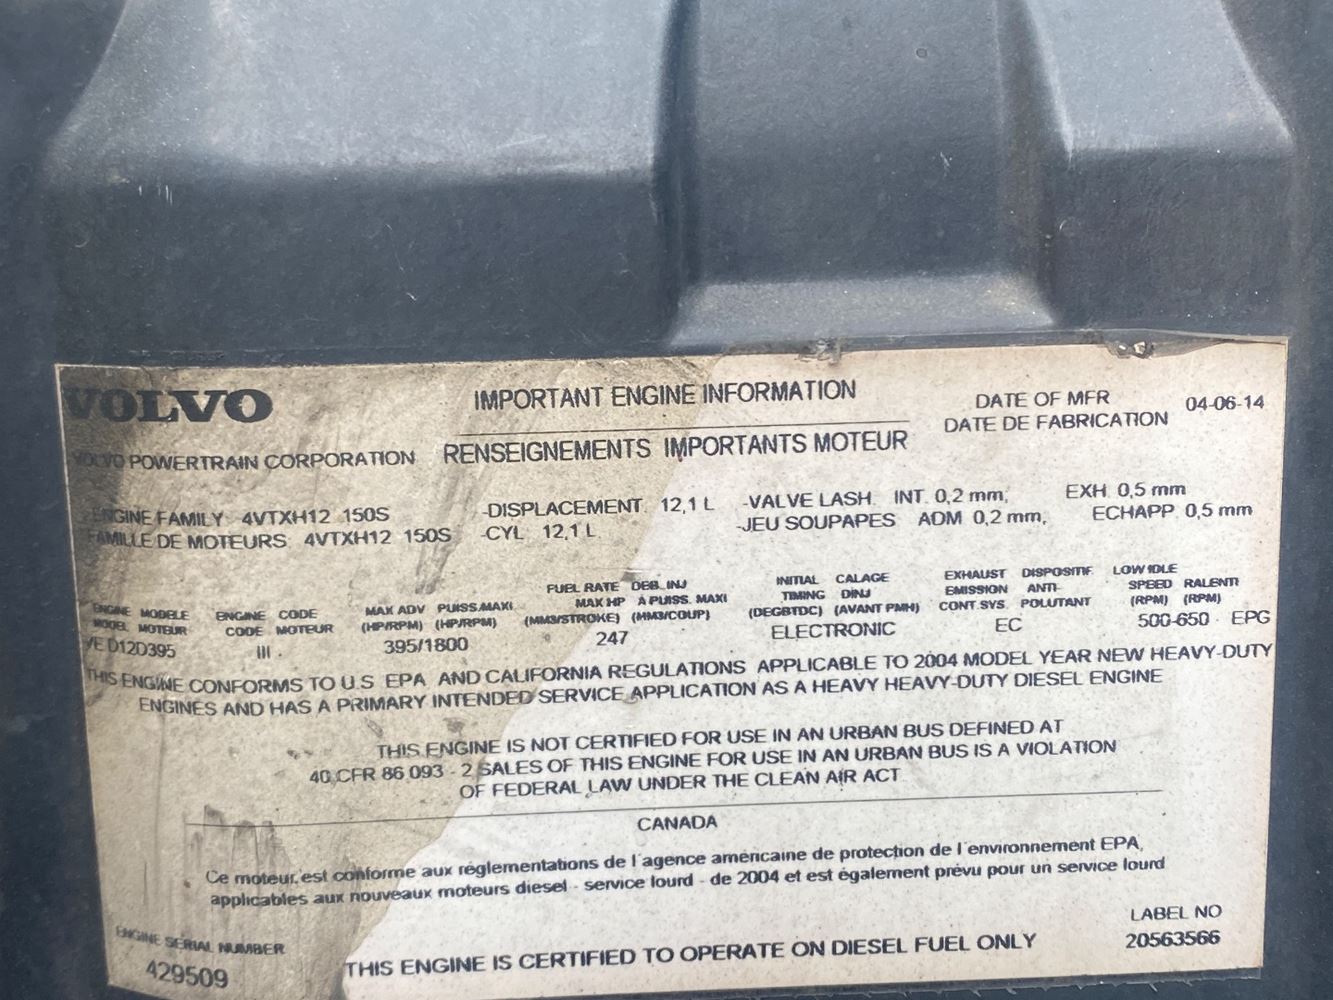 VOLVO
VOLVO POWERTRAIN CORPORATION
IMPORTANT ENGINE INFORMATION
RENSEIGNEMENTS IMPORTANTS MOTEUR
DATE OF MFR
DATE DE FABRICATION
04-06-14
ENGINE FAMILY 4VTXH12 150S
FAMILLE DE MOTEURS 4VTXH12 150S
-DISPLACEMENT 12,1 L
-CYL 12,1 L
-VALVE LASH INT. 0,2 mm, EXH 0,5 mm
-JEU SOUPAPES ADM 0,2 mm, ECHAPP 0,5 mm
ENGINE MODELE
MODEL MOTEUR
VE D12D395
ENGINE CODE
CODE MOTEUR
III .
MAX ADV PUISS.MAXI
(HP/RPM) (HP/RPM)
395/1800
FUEL RATE DEB. INJ
MAX HP A PUISS. MAXI
(MM3/STROKE) (MM3/COUP)
247
INITIAL CALAGE
TIMING DINJ
(DEGBTDC) (AVANT PMH)
ELECTRONIC
EXHAUST DISPOSITIF
EMISSION ANTI-
CONT. SYS. POLUTANT
EC
LOW IDLE
SPEED RALENTI
(RPM) (RPM)
500-650 EPG
THIS ENGINE CONFORMS TO U.S EPA AND CALIFORNIA REGULATIONS APPLICABLE TO 2004 MODEL YEAR NEW HEAVY-DUTY
ENGINES AND HAS A PRIMARY INTENDED SERVICE APPLICATION AS A HEAVY HEAVY-DUTY DIESEL ENGINE
THIS ENGINE IS NOT CERTIFIED FOR USE IN AN URBAN BUS DEFINED AT
40 CFR 86 093 - 2 SALES OF THIS ENGINE FOR USE IN AN URBAN BUS IS A VIOLATION
OF FEDERAL LAW UNDER THE CLEAN AIR ACT
CANADA
Ce moteur est conforme aux réglementations de l'agence américaine de protection de l'environnement EPA,
applicables aux nouveaux moteurs diesel - service lourd - de 2004 et est également prévu pour un service lourd
ENGINE SERIAL NUMBER
429509
THIS ENGINE IS CERTIFIED TO OPERATE ON DIESEL FUEL ONLY
LABEL NO
20563566